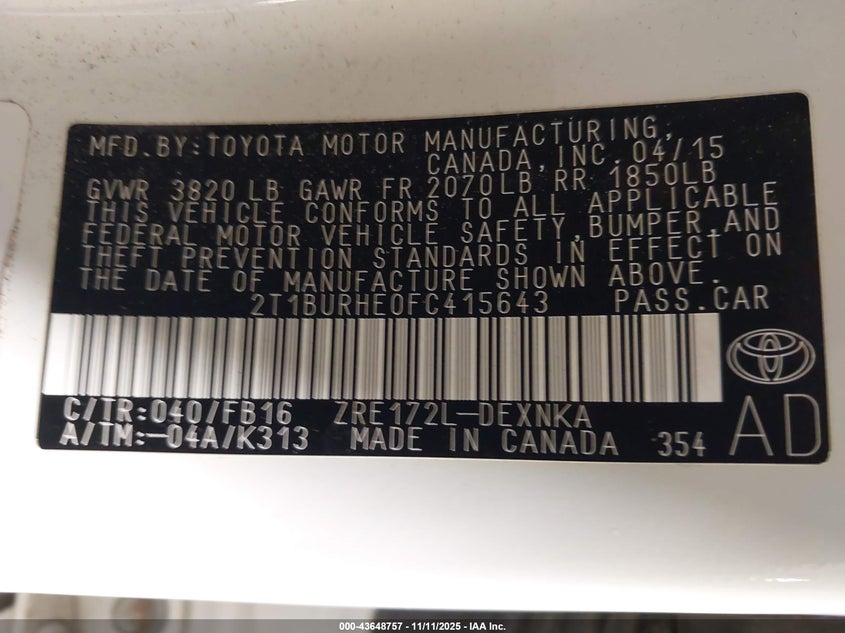 MFD.BY:TOYOTA MOTOR MANUFACTURING,
CANADA,INC.04/15
GVWR 3820LB GAWR FR 2070LB RR 1850LB
THIS VEHICLE CONFORMS TO ALL APPLICABLE
FEDERAL MOTOR VEHICLE SAFETY,BUMPER,AND
THEFT PREVENTION STANDARDS IN EFFECT ON
THE DATE OF MANUFACTURE SHOWN ABOVE.
2T1BURHE0FC415643 PASS.CAR
C/TR:040/FB16 ZRE172L-DEXNKA
A/TM:-04A/K313 MADE IN CANADA 354 AD
000-43648757 - 11/11/2025 - IAA Inc.